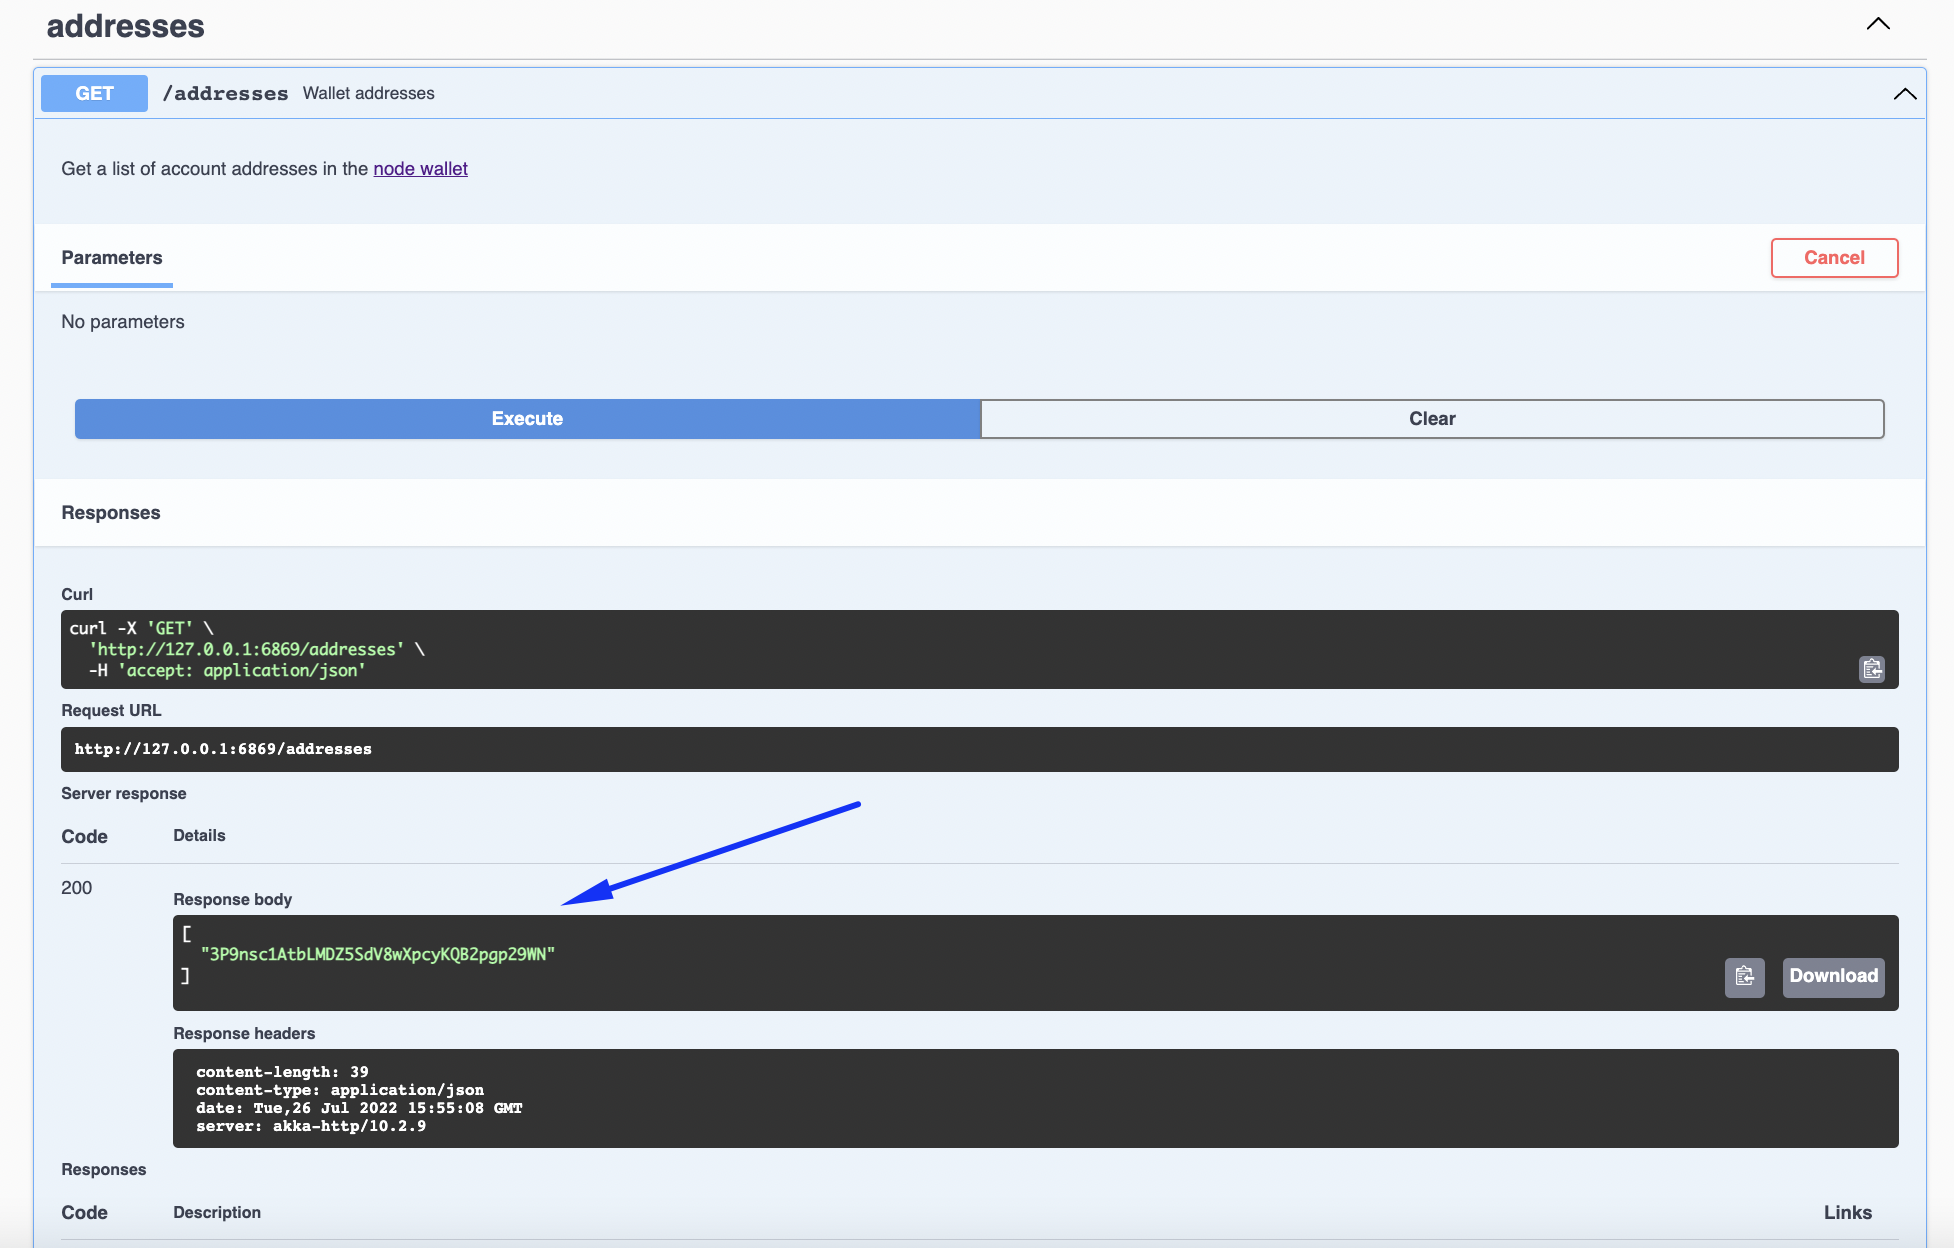 addresses
GET /addresses Wallet addresses
Get a list of account addresses in the node wallet
Parameters
Cancel
No parameters
Execute
Clear
Responses
Curl
curl -X 'GET' \
  'http://127.0.0.1:6869/addresses' \
  -H 'accept: application/json'
Request URL
http://127.0.0.1:6869/addresses
Server response
Code Details
200
Response body
[
  "3P9nsc1AtbLMDZ5SdV8wXpcyKQB2pgp29WN"
]
Download
Response headers
content-length: 39
content-type: application/json
date: Tue,26 Jul 2022 15:55:08 GMT
server: akka-http/10.2.9
Responses
Code Description Links